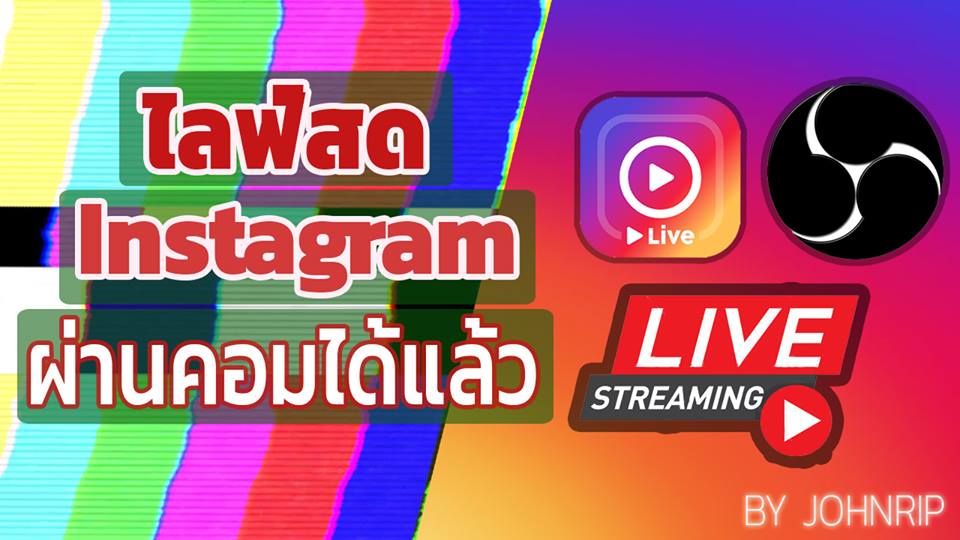 ไลฟ์สด
Instagram
ผ่านคอมได้แล้ว
Live
LIVE
STREAMING
BY JOHNRIP